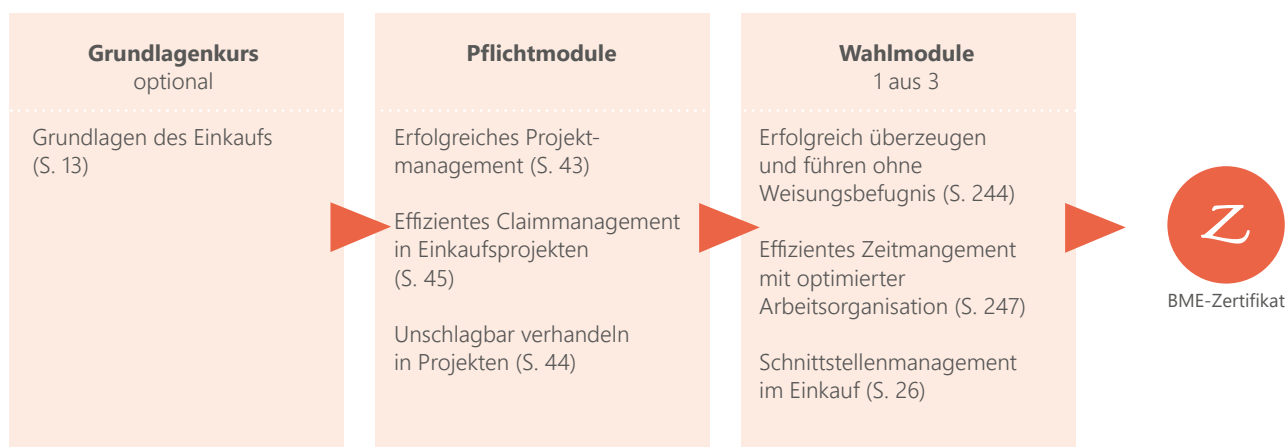 Grundlagenkurs
optional
Grundlagen des Einkaufs
(S. 13)
Pflichtmodule
Erfolgreiches Projekt-
management (S. 43)
Effizientes Claimmanagement
in Einkaufsprojekten
(S. 45)
Unschlagbar verhandeln
in Projekten (S. 44)
Wahlmodule
1 aus 3
Erfolgreich überzeugen
und führen ohne
Weisungsbefugnis (S. 244)
Effizientes Zeitmangement
mit optimierter
Arbeitsorganisation (S. 247)
Schnittstellenmanagement
im Einkauf (S. 26)
Z
BME-Zertifikat